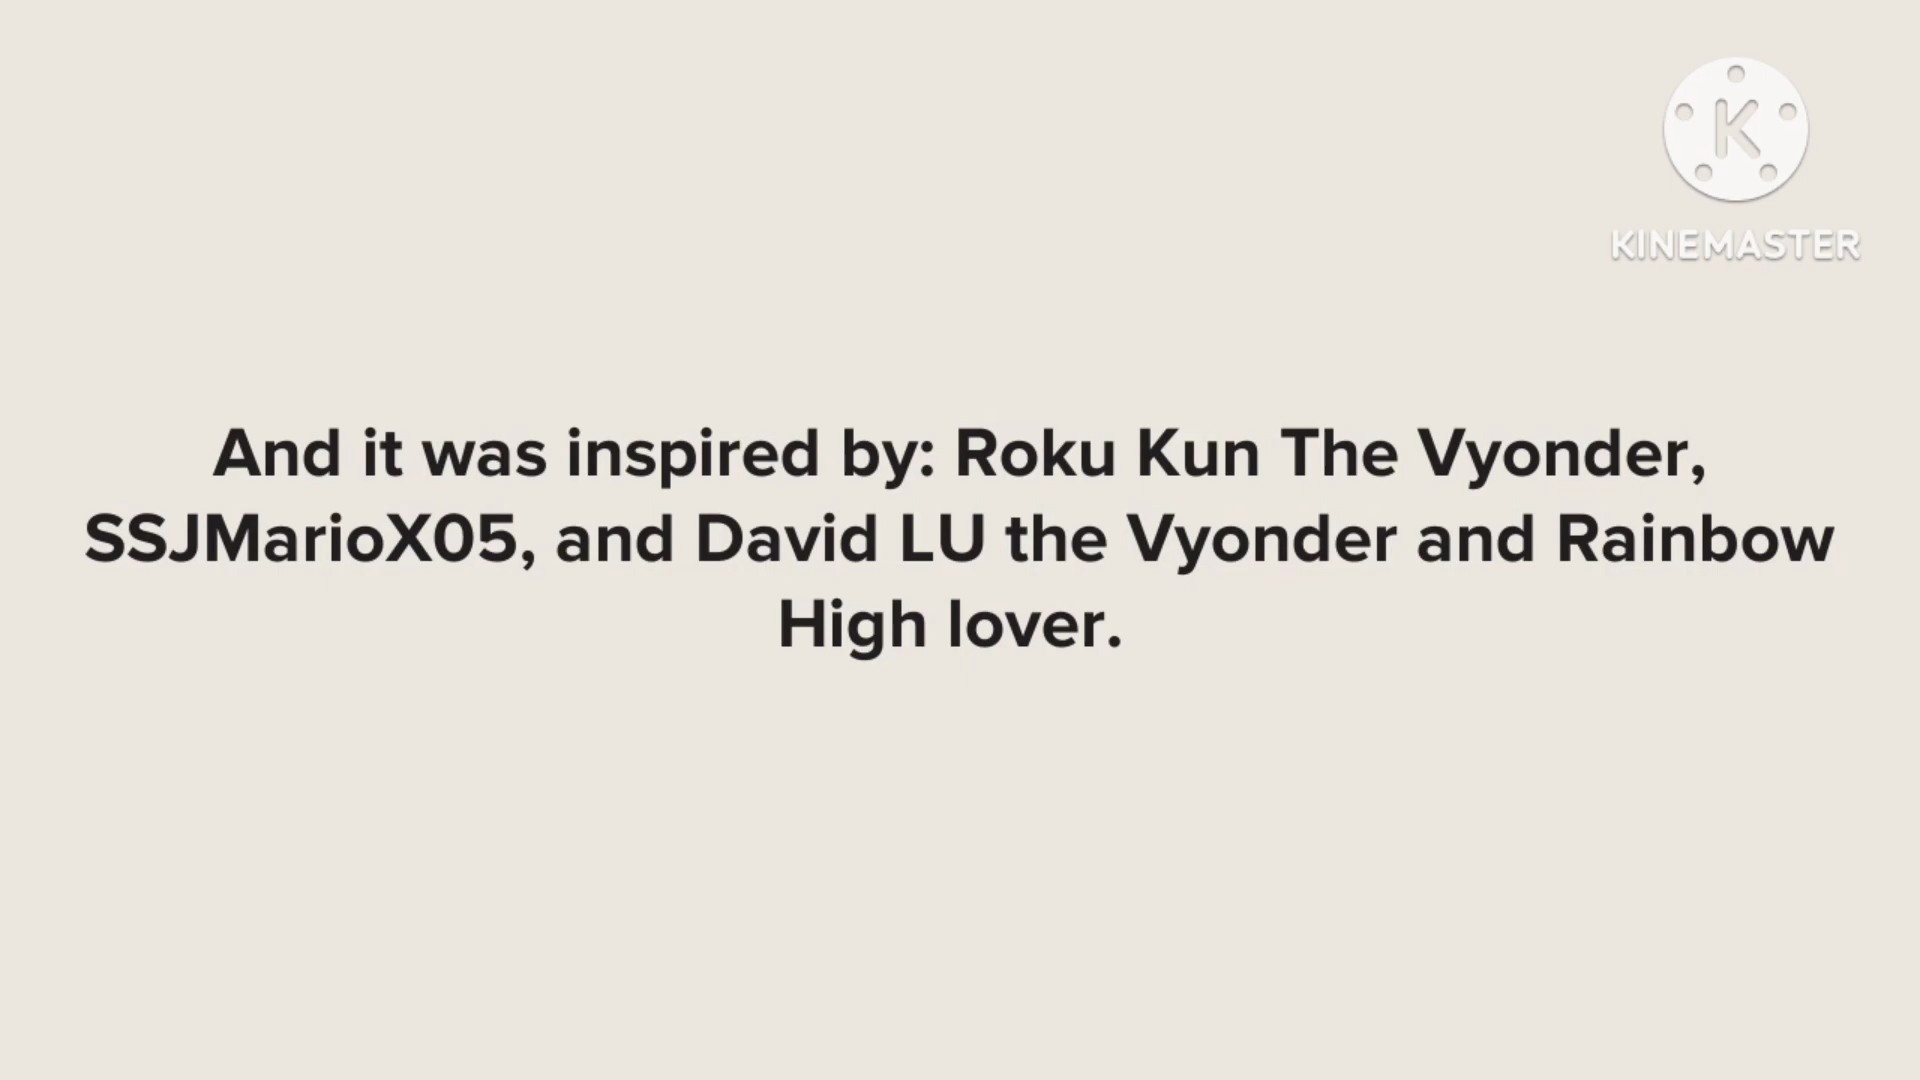 K
KINEMASTER
And it was inspired by: Roku Kun The Vyonder,
SSJMarioX05, and David LU the Vyonder and Rainbow
High lover.